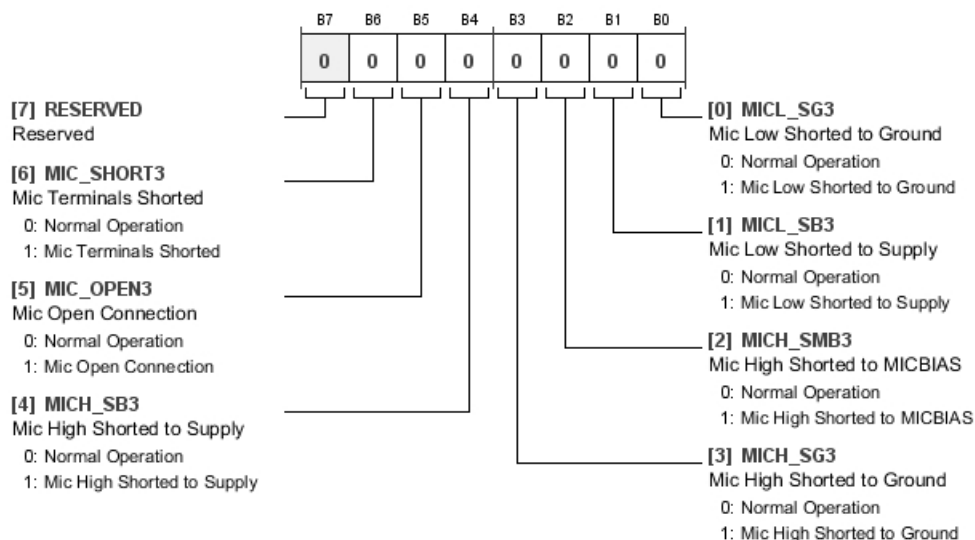 B7 B6 B5 B4 B3 B2 B1 B0
0 0 0 0 0 0 0 0
[7] RESERVED
Reserved
[6] MIC_SHORT3
Mic Terminals Shorted
0: Normal Operation
1: Mic Terminals Shorted
[5] MIC_OPEN3
Mic Open Connection
0: Normal Operation
1: Mic Open Connection
[4] MICH_SB3
Mic High Shorted to Supply
0: Normal Operation
1: Mic High Shorted to Supply
[0] MICL_SG3
Mic Low Shorted to Ground
0: Normal Operation
1: Mic Low Shorted to Ground
[1] MICL_SB3
Mic Low Shorted to Supply
0: Normal Operation
1: Mic Low Shorted to Supply
[2] MICH_SMB3
Mic High Shorted to MICBIAS
0: Normal Operation
1: Mic High Shorted to MICBIAS
[3] MICH_SG3
Mic High Shorted to Ground
0: Normal Operation
1: Mic High Shorted to Ground